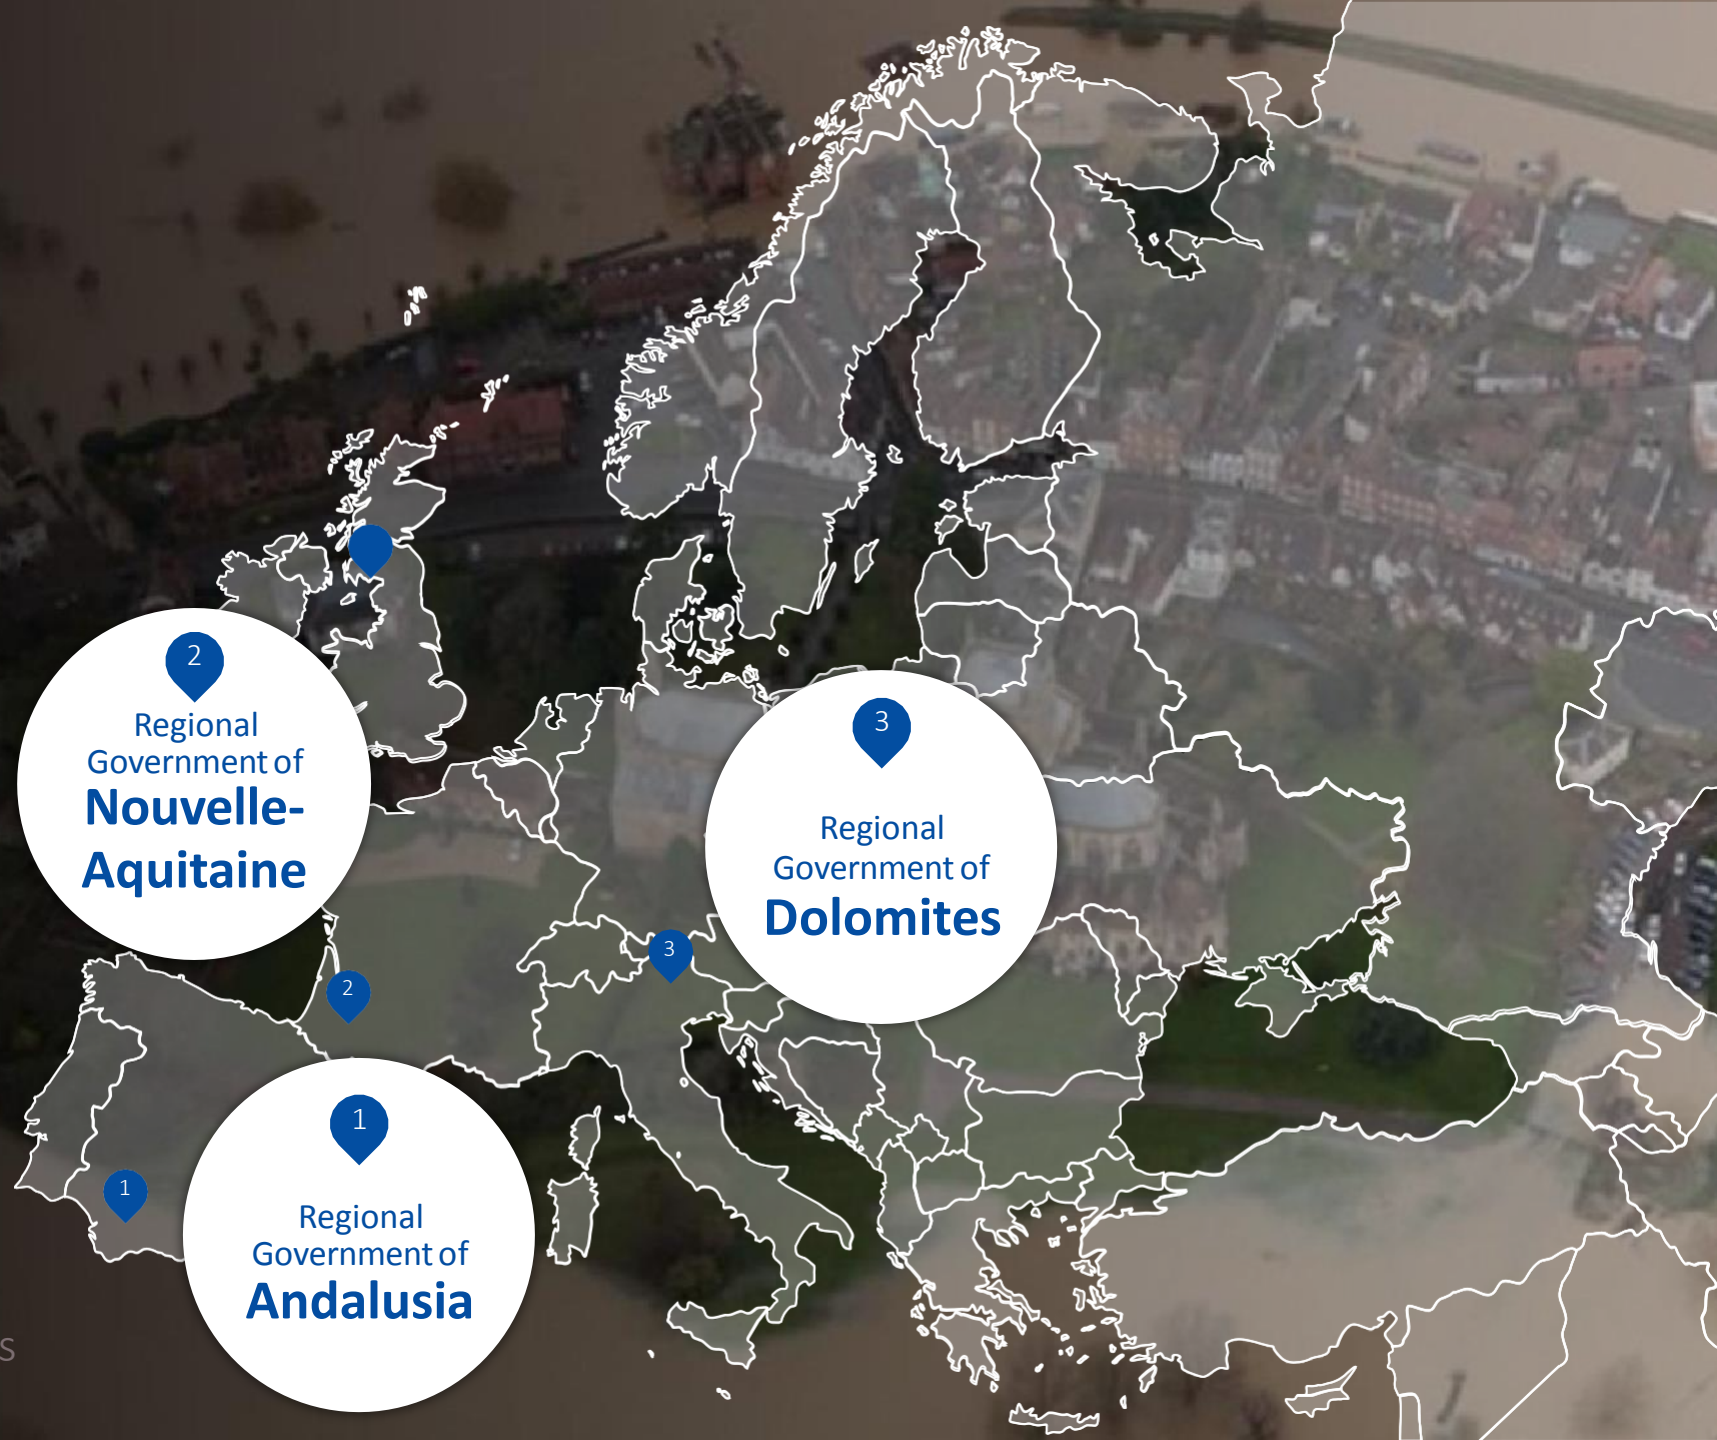 2
Regional
Government of
Nouvelle-
Aquitaine
3
Regional
Government of
Dolomites
3
2
1
Regional
Government of
Andalusia
1
s